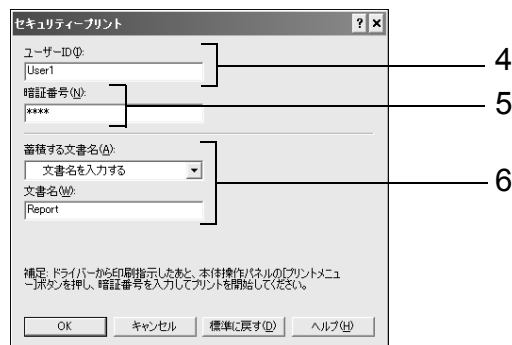 セキュリティープリント
ユーザーID(I):
User1
4
暗証番号(N):
****
5
蓄積する文書名(A):
文書名を入力する
文書名(W):
Report
6
補足: ドライバーから印刷指示したあと、本体操作パネルの[プリントメニュ
ー]ボタンを押し、暗証番号を入力してプリントを開始してください。
OK キャンセル 標準に戻す(D) ヘルプ(H)